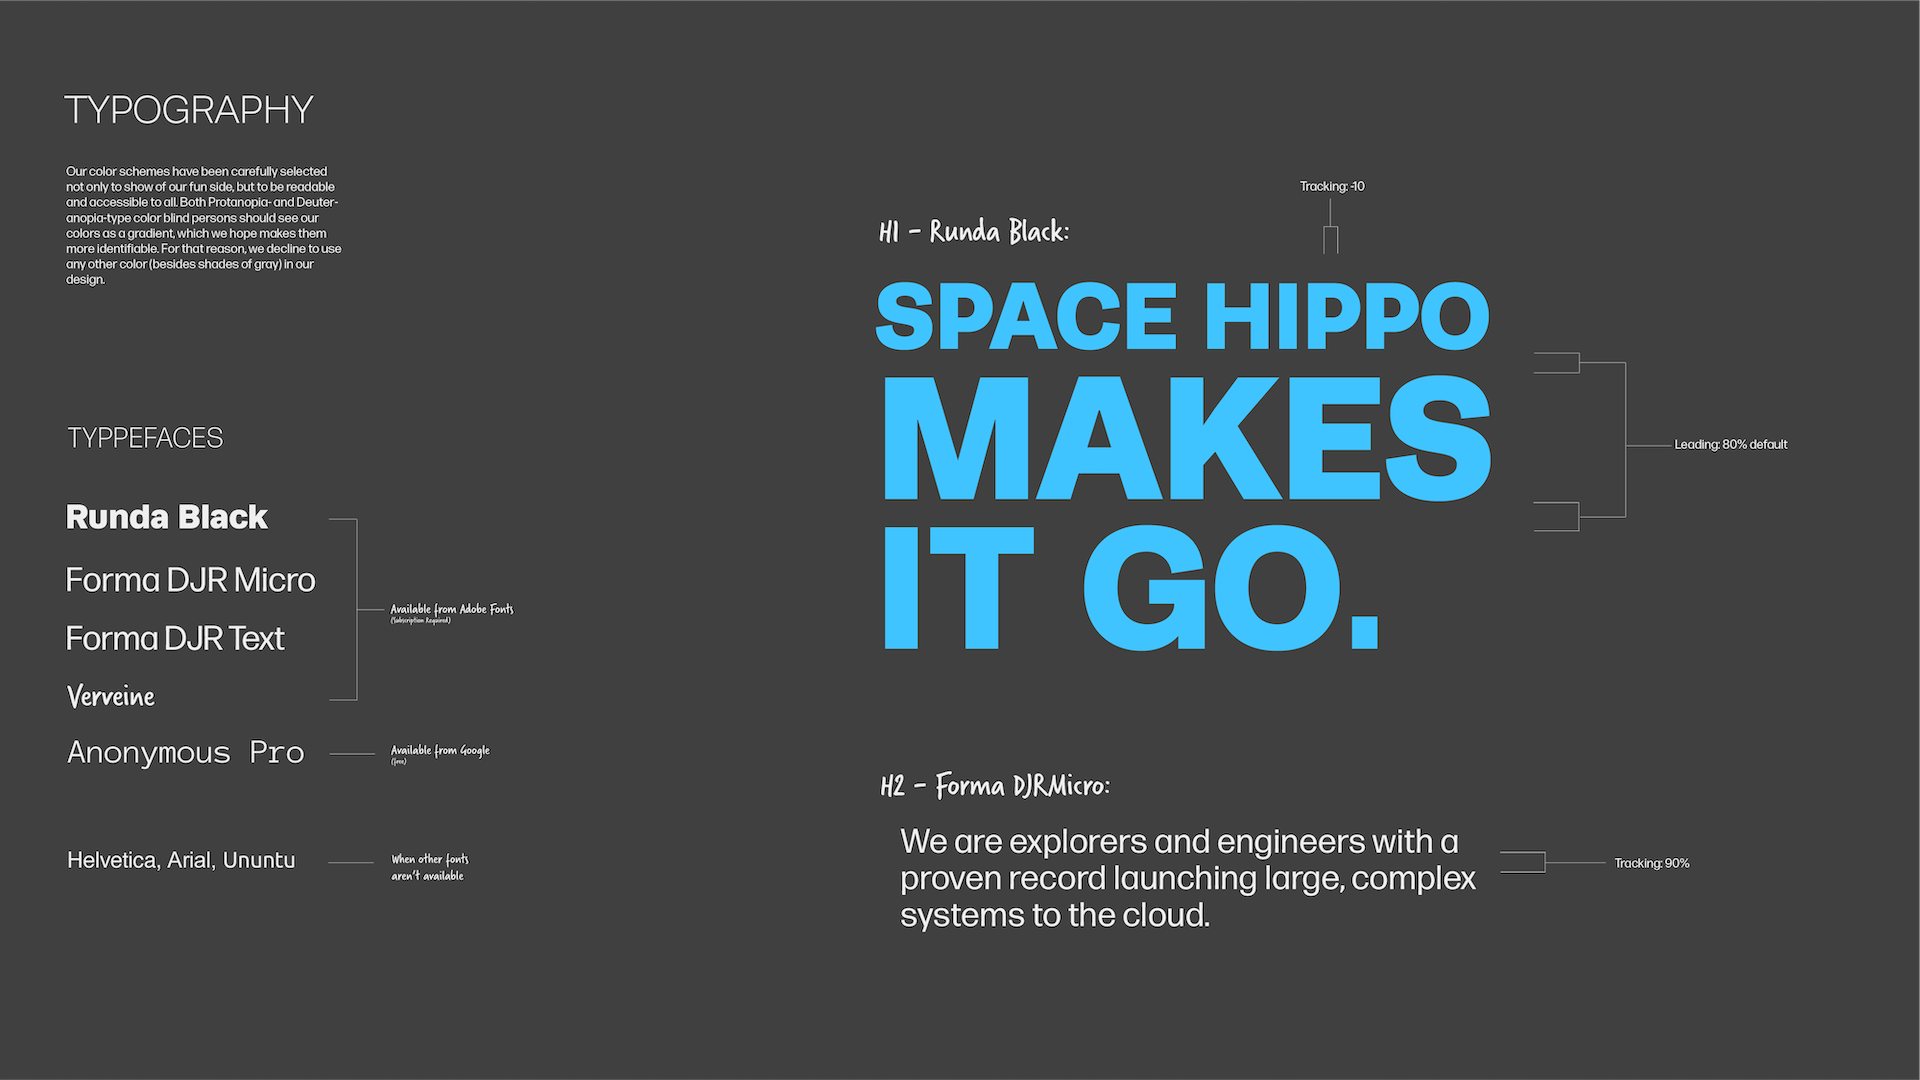 TYPOGRAPHY
Our color schemes have been carefully selected
not only to show of our fun side, but to be readable
and accessible to all. Both Protanopia- and Deuter-
anopia-type color blind persons should see our
colors as a gradient, which we hope makes them
more identifiable. For that reason, we decline to use
any other color (besides shades of gray) in our
design.
TYPPEFACES
Runda Black
Forma DJR Micro
Forma DJR Text
Verveine
Available from Adobe Fonts
(Subscription Required)
Anonymous Pro
Available from Google
(free)
Helvetica, Arial, Ununtu
When other fonts
aren't available
Tracking: -10
H1 - Runda Black:
SPACE HIPPO
MAKES
IT GO.
Leading: 80% default
H2 - Forma DJRMicro:
We are explorers and engineers with a
proven record launching large, complex
systems to the cloud.
Tracking: 90%